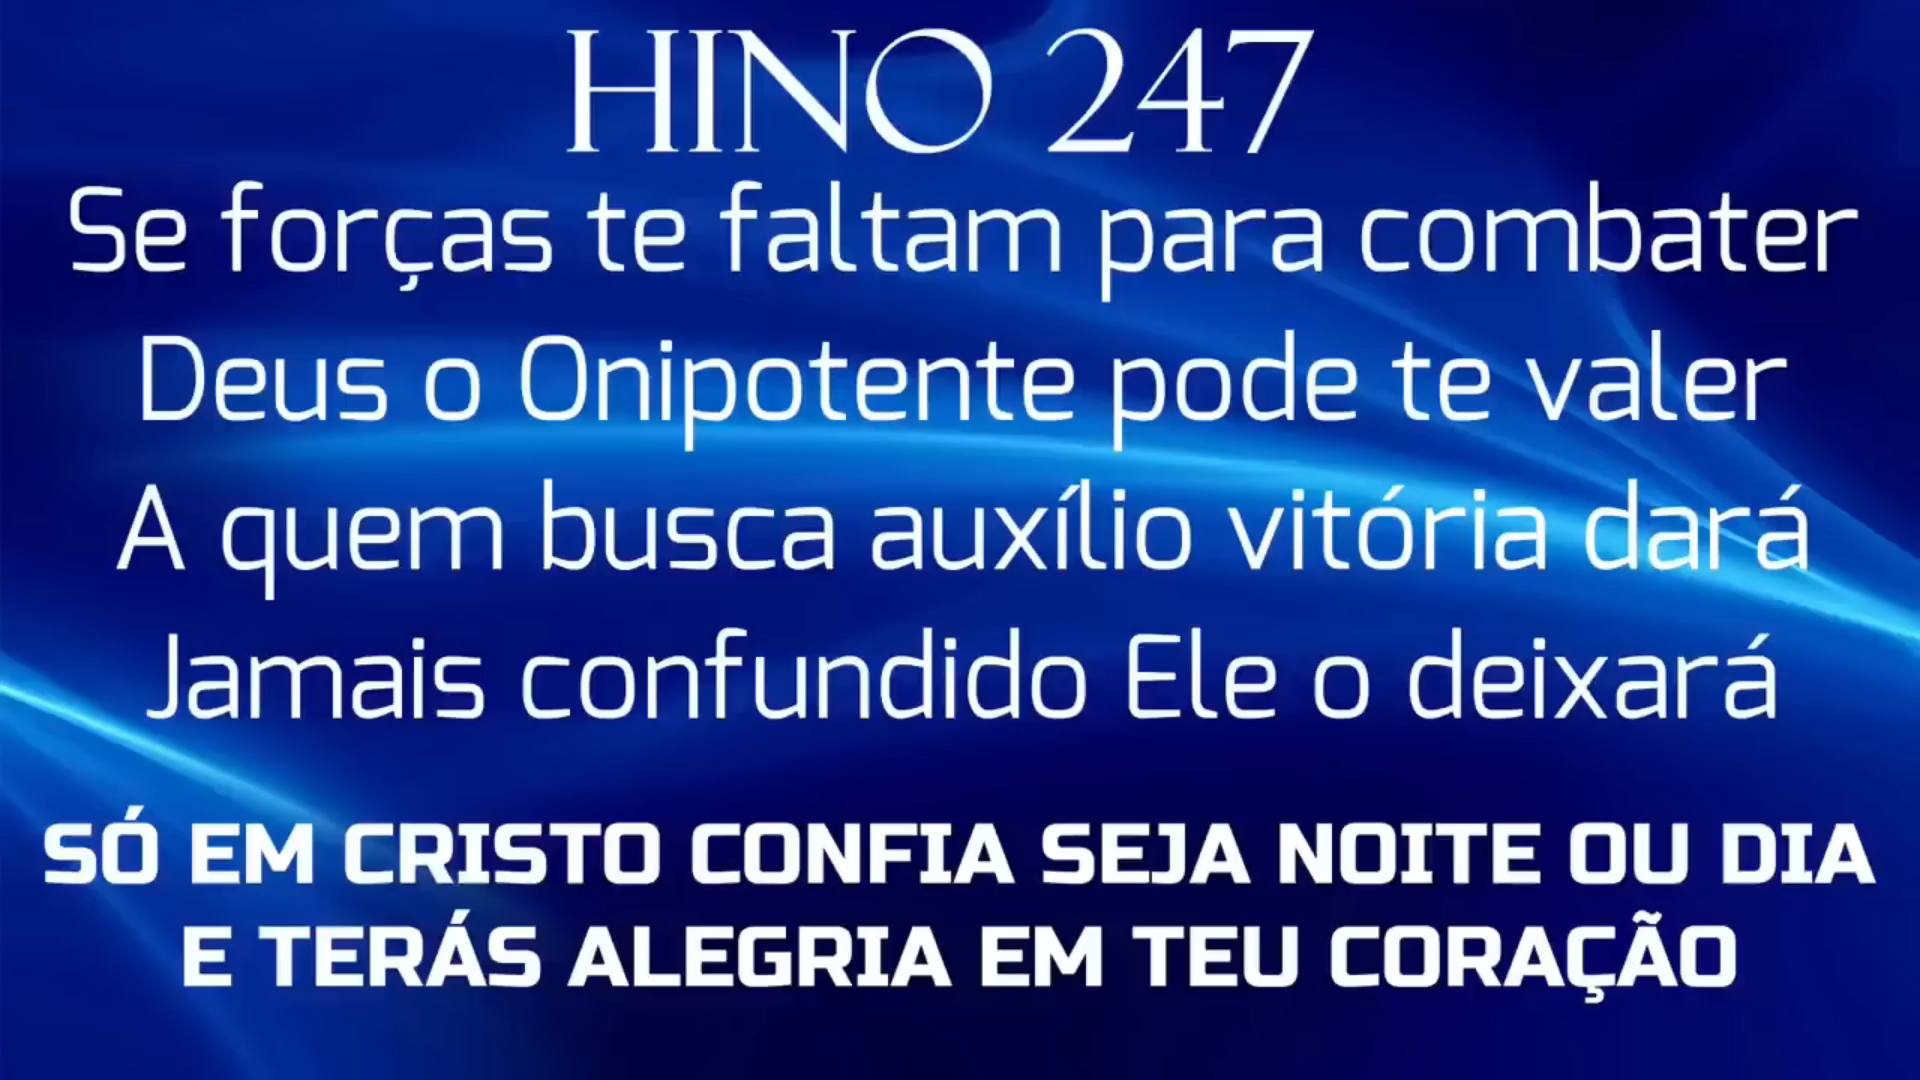 HINO 247
Se forças te faltam para combater
Deus o Onipotente pode te valer
A quem busca auxílio vitória dará
Jamais confundido Ele o deixará
SÓ EM CRISTO CONFIA SEJA NOITE OU DIA
E TERÁS ALEGRIA EM TEU CORAÇÃO